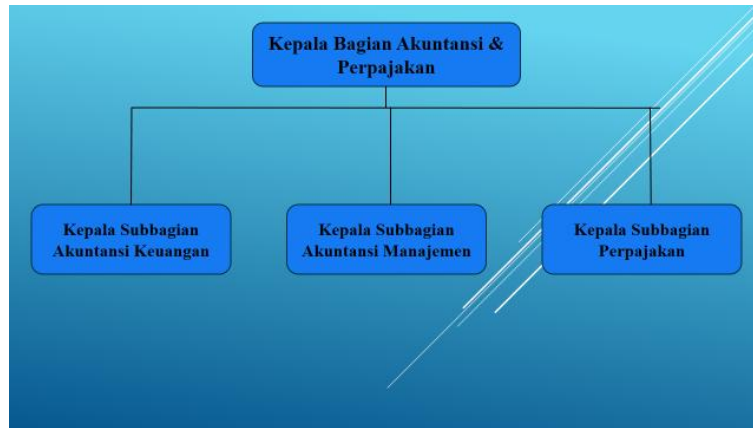 Kepala Bagian Akuntansi &
Perpajakan
Kepala Subbagian
Akuntansi Keuangan
Kepala Subbagian
Akuntansi Manajemen
Kepala Subbagian
Perpajakan